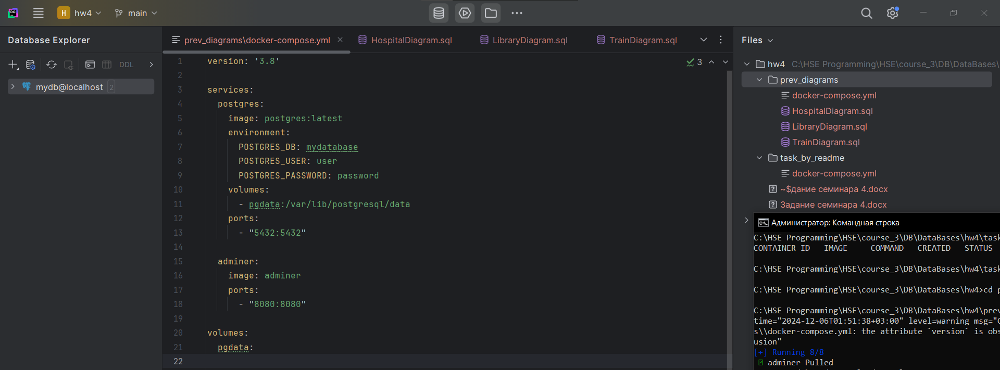 H hw4 main
Database Explorer
DDL
mydb@localhost 2
prev_diagrams\docker-compose.yml HospitalDiagram.sql LibraryDiagram.sql TrainDiagram.sql
3
1 version: '3.8'
2
3 services:
4 postgres:
5 image: postgres:latest
6 environment:
7 POSTGRES_DB: mydatabase
8 POSTGRES_USER: user
9 POSTGRES_PASSWORD: password
10 volumes:
11 - pgdata:/var/lib/postgresql/data
12 ports:
13 - "5432:5432"
14
15 adminer:
16 image: adminer
17 ports:
18 - "8080:8080"
19
20 volumes:
21 pgdata:
22
Files
hw4 C:\HSE Programming\HSE\course_3\DB\DataBases\
prev_diagrams
docker-compose.yml
HospitalDiagram.sql
LibraryDiagram.sql
TrainDiagram.sql
task_by_readme
docker-compose.yml
~$дание семинара 4.docx
Задание семинара 4.docx
Администратор: Командная строка
C:\HSE Programming\HSE\course_3\DB\DataBases\hw4\task
CONTAINER ID IMAGE COMMAND CREATED STATUS
C:\HSE Programming\HSE\course_3\DB\DataBases\hw4\task
C:\HSE Programming\HSE\course_3\DB\DataBases\hw4>cd p
C:\HSE Programming\HSE\course_3\DB\DataBases\hw4\prev
time="2024-12-06T01:51:38+03:00" level=warning msg="C
s\\docker-compose.yml: the attribute `version` is obs
usion"
[+] Running 8/8
adminer Pulled